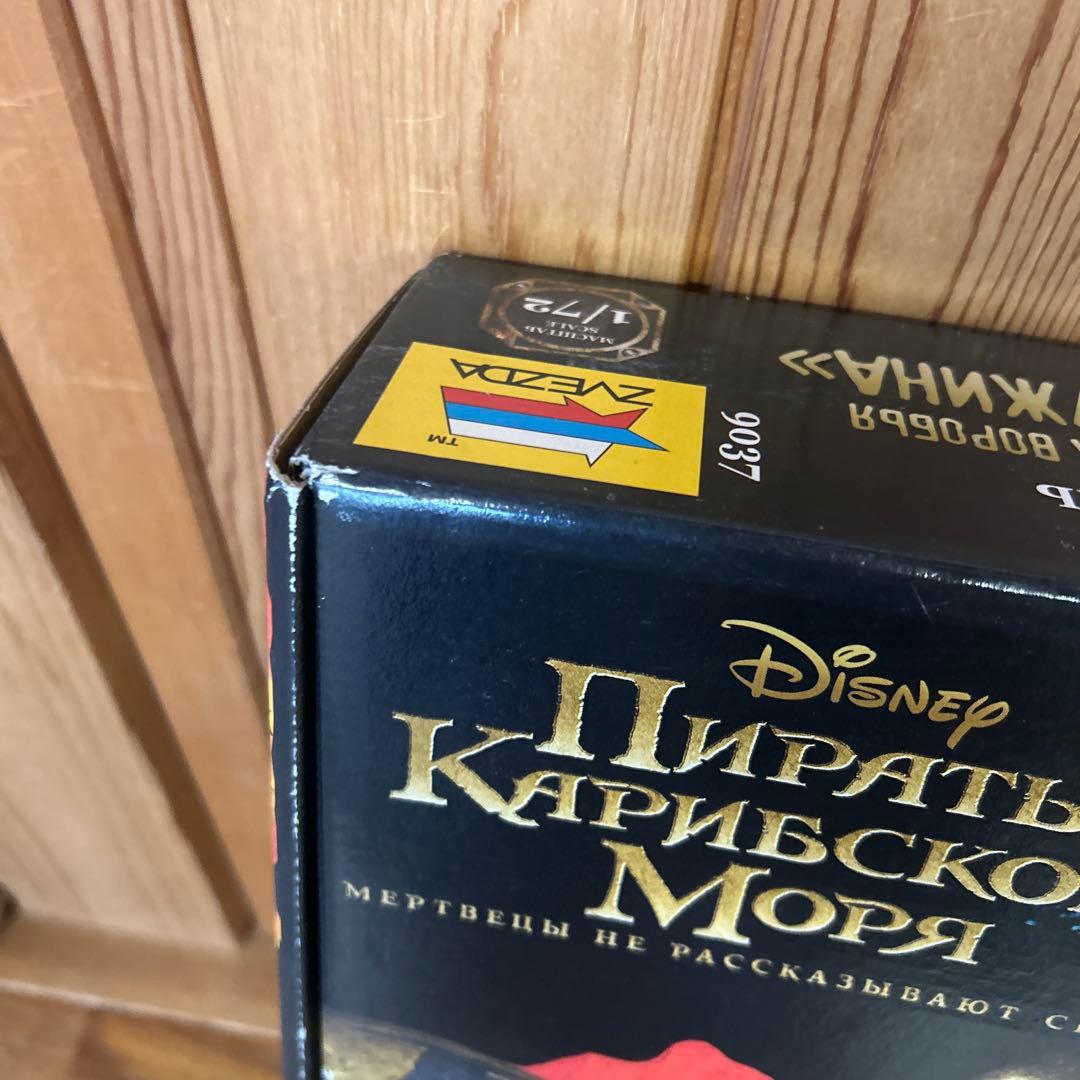 1/72
МАСШТАБ
SCALE
ZVEZDA
TM
9037
ВОРОБЬЯ
ЖИНА»
Ь
DISNEY
ПИРАТЫ
КАРИБСКО
МОРЯ
МЕРТВЕЦЫ НЕ РАССКАЗЫВАЮТ С